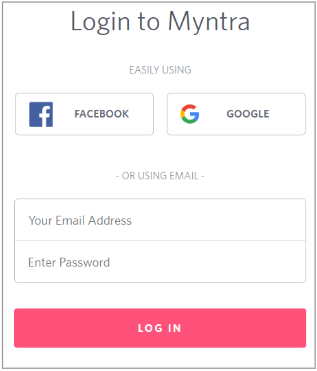 Login to Myntra
EASILY USING
FACEBOOK
GOOGLE
- OR USING EMAIL -
Your Email Address
Enter Password
LOG IN